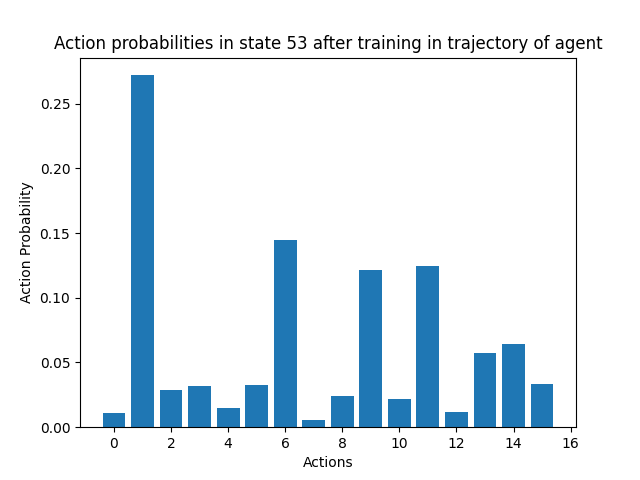 Action probabilities in state 53 after training in trajectory of agent
0.25
0.20
0.15
0.10
0.05
0.00
Action Probability
0 2 4 6 8 10 12 14 16
Actions